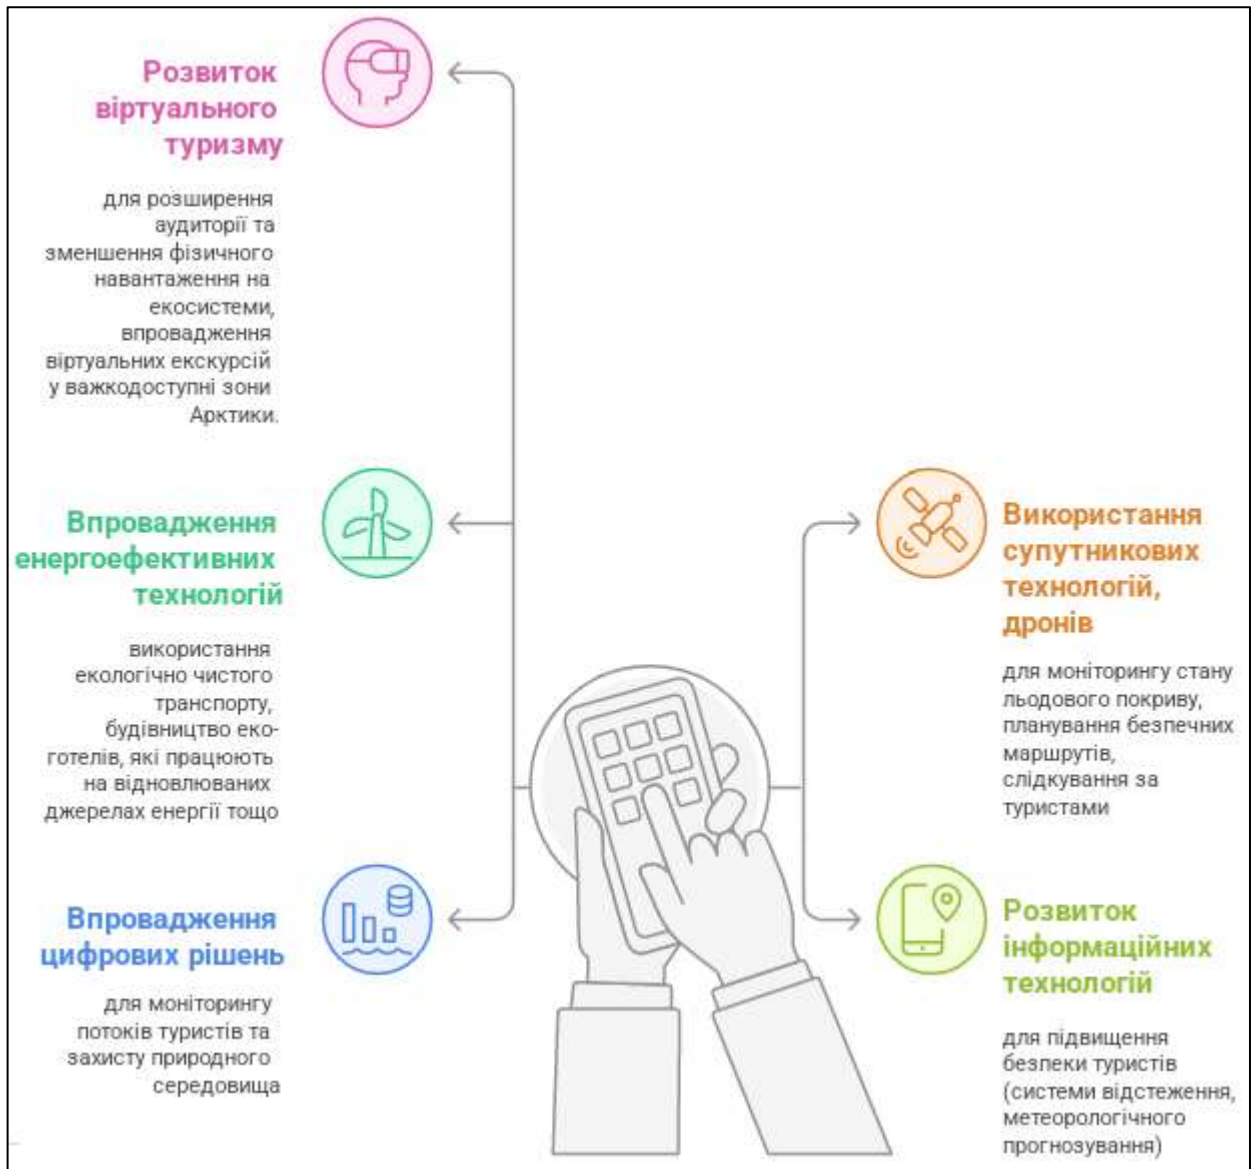 Розвиток
віртуального
туризму
для розширення
аудиторії та
зменшення фізичного
навантаження на
екосистеми,
впровадження
віртуальних екскурсій
у важкодоступні зони
Арктики.
Впровадження
енергоефективних
технологій
використання
екологічно чистого
транспорту,
будівництво еко-
готелів, які працюють
на відновлюваних
джерелах енергії тощо
Впровадження
цифрових рішень
для моніторингу
потоків туристів та
захисту природного
середовища
Використання
супутникових
технологій,
дронів
для моніторингу стану
льодового покриву,
планування безпечних
маршрутів,
слідкування за
туристами
Розвиток
інформаційних
технологій
для підвищення
безпеки туристів
(системи відстеження,
метеорологічного
прогнозування)